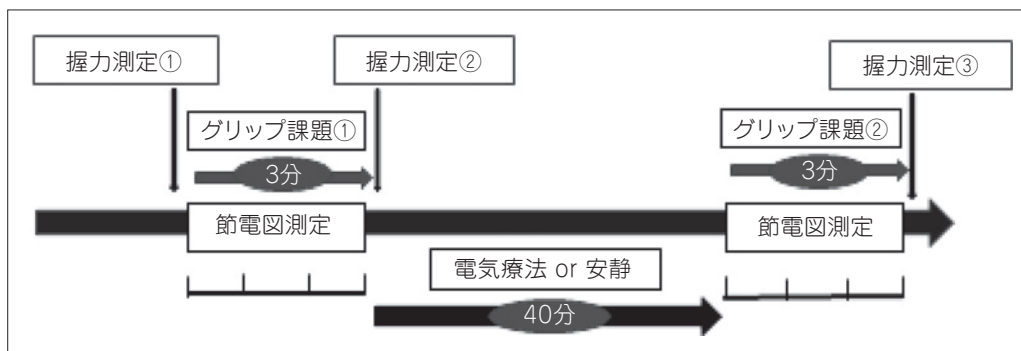 握力測定①
握力測定②
握力測定③
グリップ課題①
グリップ課題②
3分
3分
節電図測定
節電図測定
電気療法 or 安静
40分